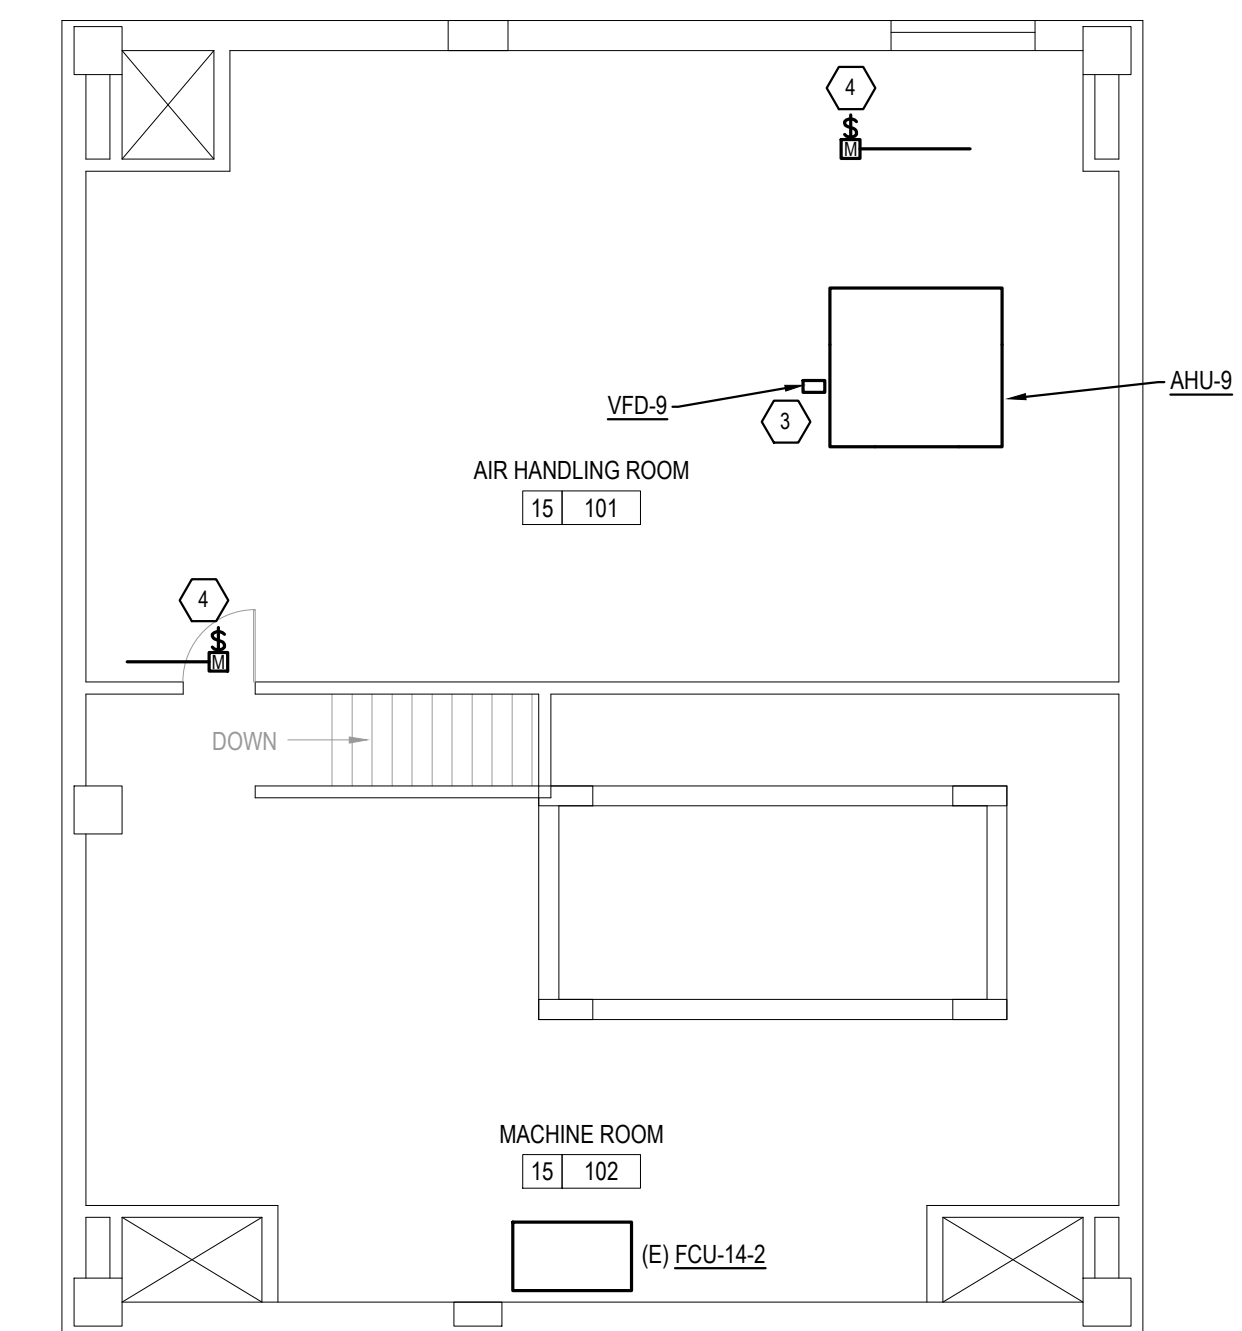 4
$
M
AHU-9
VFD-9
3
AIR HANDLING ROOM
15 101
4
$
M
DOWN
MACHINE ROOM
15 102
(E) FCU-14-2